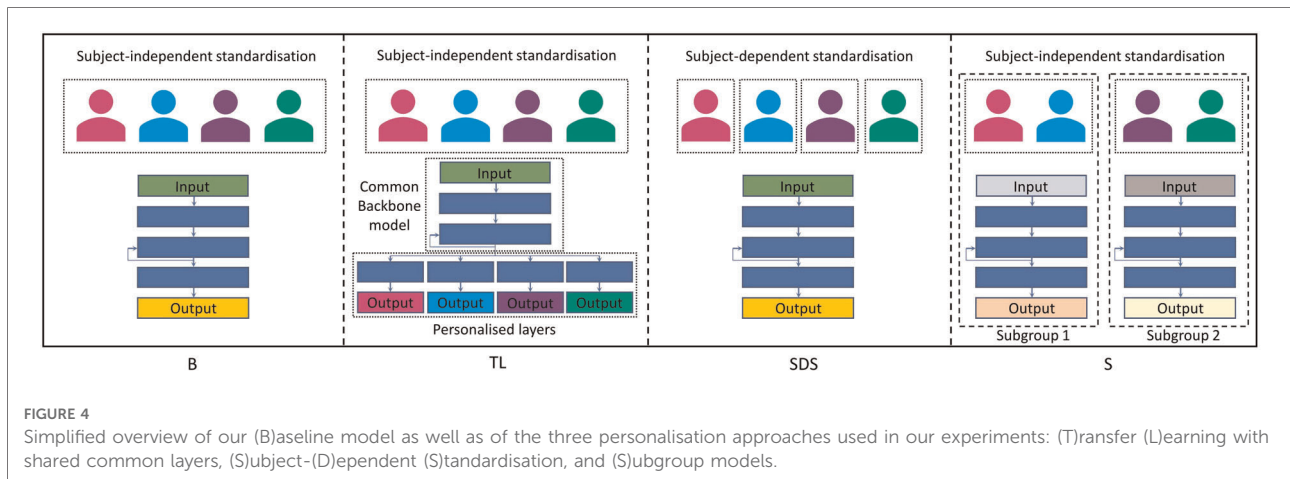 Subject-independent standardisation
Subject-independent standardisation
Subject-dependent standardisation
Subject-independent standardisation
Input
Output
B
Common
Backbone
model
Input
Output Output Output Output
Personalised layers
TL
Input
Output
SDS
Input
Output
Subgroup 1
Input
Output
Subgroup 2
S
FIGURE 4
Simplified overview of our (B)aseline model as well as of the three personalisation approaches used in our experiments: (T)ransfer (L)earning with
shared common layers, (S)ubject-(D)ependent (S)tandardisation, and (S)ubgroup models.